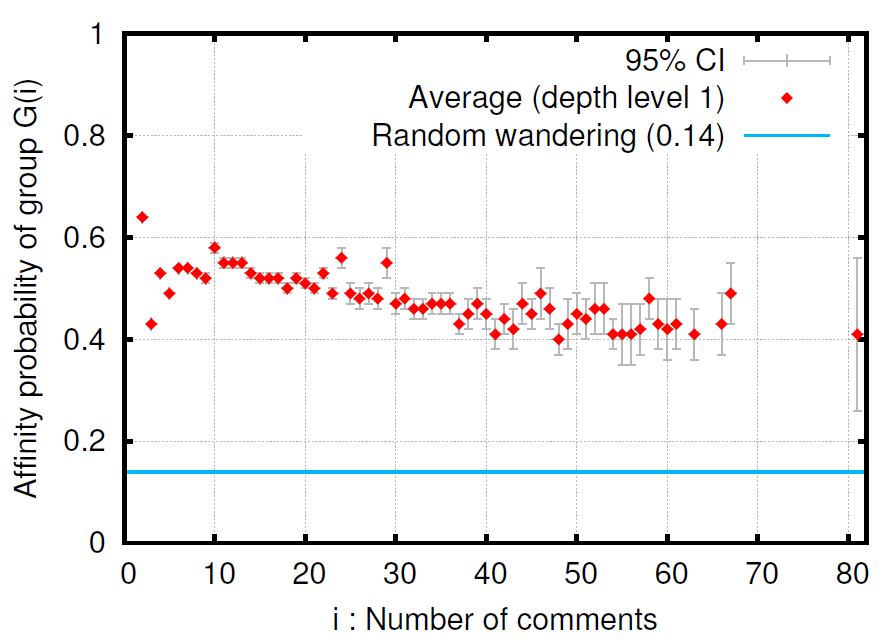 1
0.8
0.6
0.4
0.2
0
Affinity probability of group G(i)
95% CI
Average (depth level 1)
Random wandering (0.14)
0 10 20 30 40 50 60 70 80
i : Number of comments